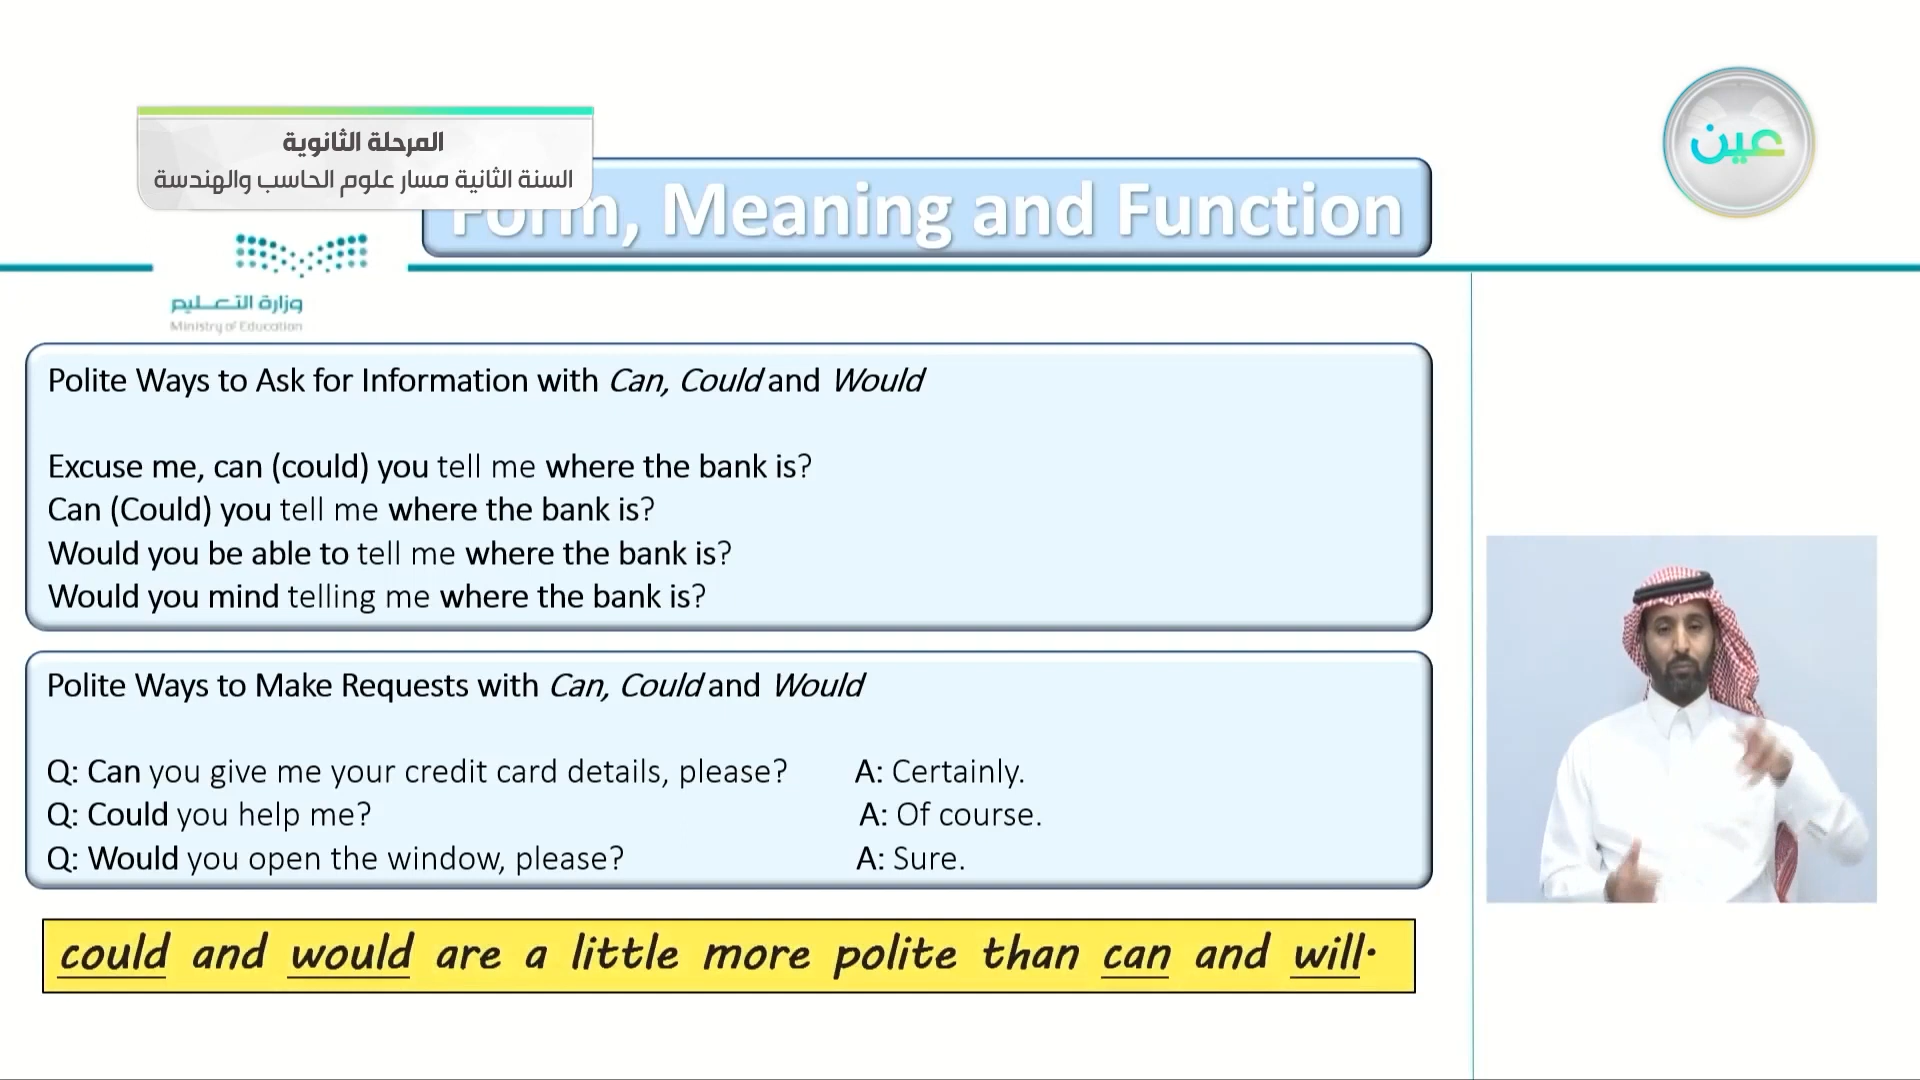 المرحلة الثانوية
السنة الثانية مسار علوم الحاسب والهندسة
عين
Form, Meaning and Function
وزارة التعليم
Ministry of Education
Polite Ways to Ask for Information with Can, Could and Would
Excuse me, can (could) you tell me where the bank is?
Can (Could) you tell me where the bank is?
Would you be able to tell me where the bank is?
Would you mind telling me where the bank is?
Polite Ways to Make Requests with Can, Could and Would
Q: Can you give me your credit card details, please? A: Certainly.
Q: Could you help me? A: Of course.
Q: Would you open the window, please? A: Sure.
could and would are a little more polite than can and will.